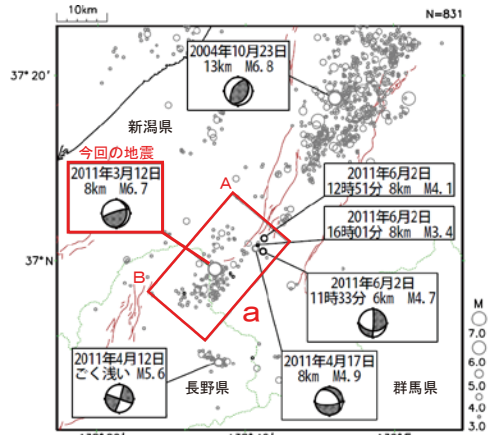 10km
N=831
2004年10月23日
13km M6.8
37°20′
新潟県
今回の地震
2011年3月12日
8km M6.7
A
2011年6月2日
12時51分 8km M4.1
2011年6月2日
16時01分 8km M3.4
37°N
B
a
2011年6月2日
11時33分 6km M4.7
M
7.0
6.0
5.0
4.0
3.0
2011年4月12日
ごく浅い M5.6
長野県
2011年4月17日
8km M4.9
群馬県